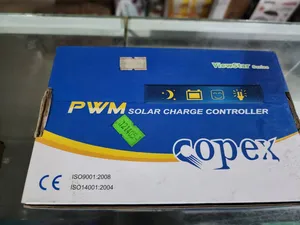 ViewStar Series
PWM SOLAR CHARGE CONTROLLER
copex
CE ISO9001:2008
ISO14001:2004